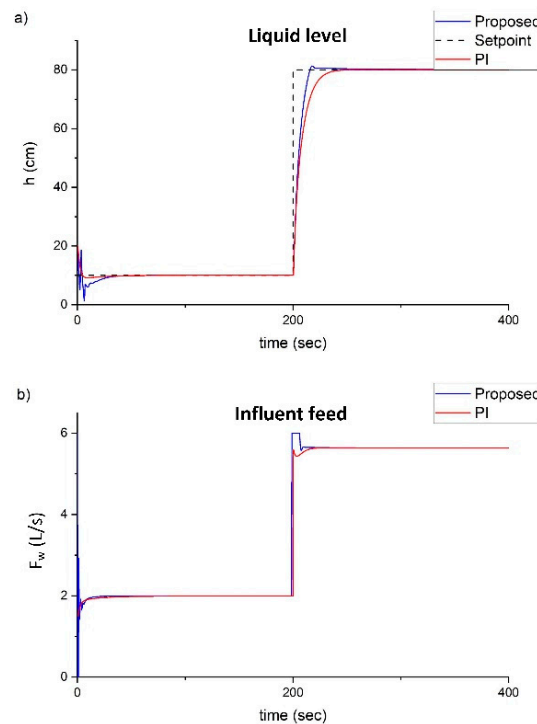 a)
Liquid level
Proposed
Setpoint
PI
80
60
40
20
0
h (cm)
0
200
400
time (sec)
b)
Influent feed
Proposed
PI
6
4
2
0
Fw (L/s)
0
200
400
time (sec)